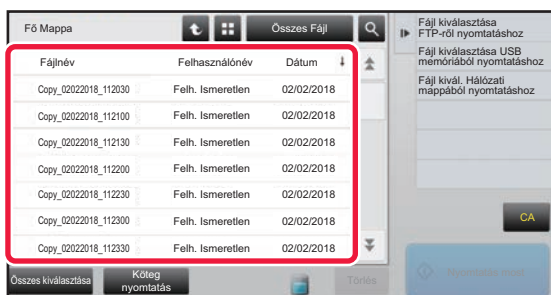 Fő Mappa
Összes Fájl
Fájlnév Felhasználónév Dátum
Copy_02022018_112030 Felh. Ismeretlen 02/02/2018
Copy_02022018_112100 Felh. Ismeretlen 02/02/2018
Copy_02022018_112130 Felh. Ismeretlen 02/02/2018
Copy_02022018_112200 Felh. Ismeretlen 02/02/2018
Copy_02022018_112230 Felh. Ismeretlen 02/02/2018
Copy_02022018_112300 Felh. Ismeretlen 02/02/2018
Copy_02022018_112330 Felh. Ismeretlen 02/02/2018
Összes kiválasztása
Köteg
nyomtatás
Törlés
Fájl kiválasztása
FTP-ről nyomtatáshoz
Fájl kiválasztása USB
memóriából nyomtatáshoz
Fájl kivál. Hálózati
mappából nyomtatáshoz
CA